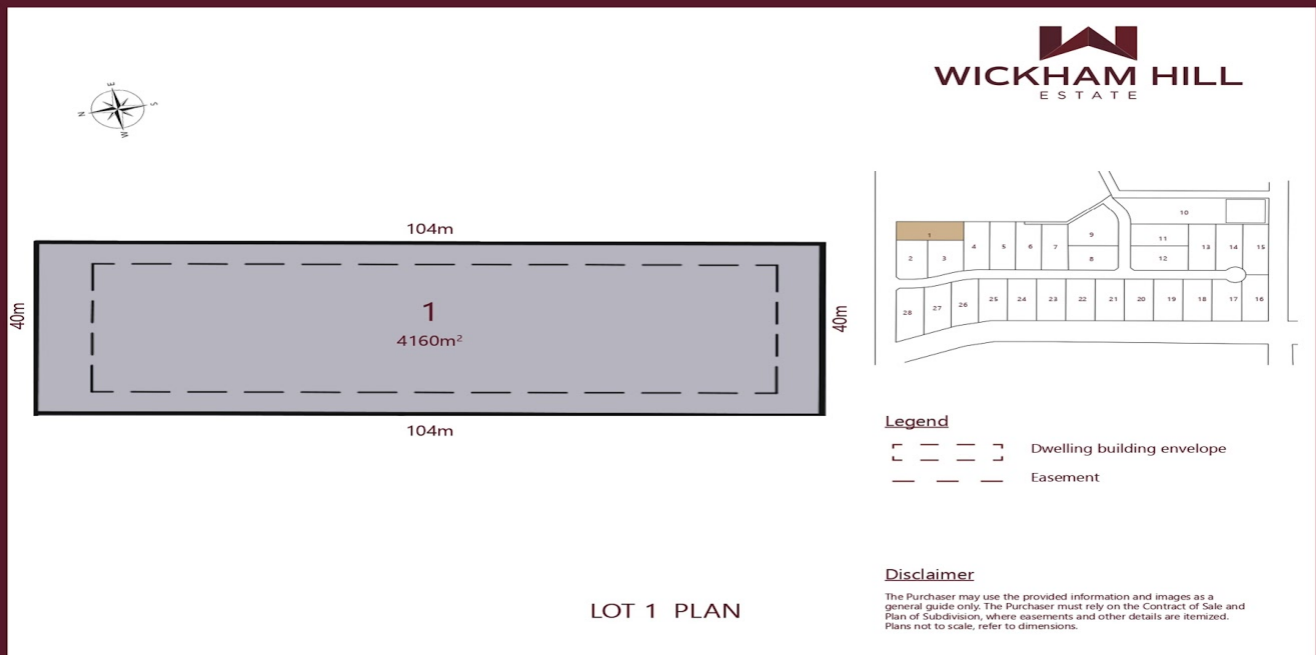 WICKHAM HILL
ESTATE
E
N
S
W
104m
40m
1
4160m²
40m
104m
10
1
9
4
5
6
7
11
13
14
15
2
3
8
12
28
27
26
25
24
23
22
21
20
19
18
17
16
Legend
Dwelling building envelope
Easement
LOT 1 PLAN
Disclaimer
The Purchaser may use the provided information and images as a
general guide only. The Purchaser must rely on the Contract of Sale and
Plan of Subdivision, where easements and other details are itemized.
Plans not to scale, refer to dimensions.